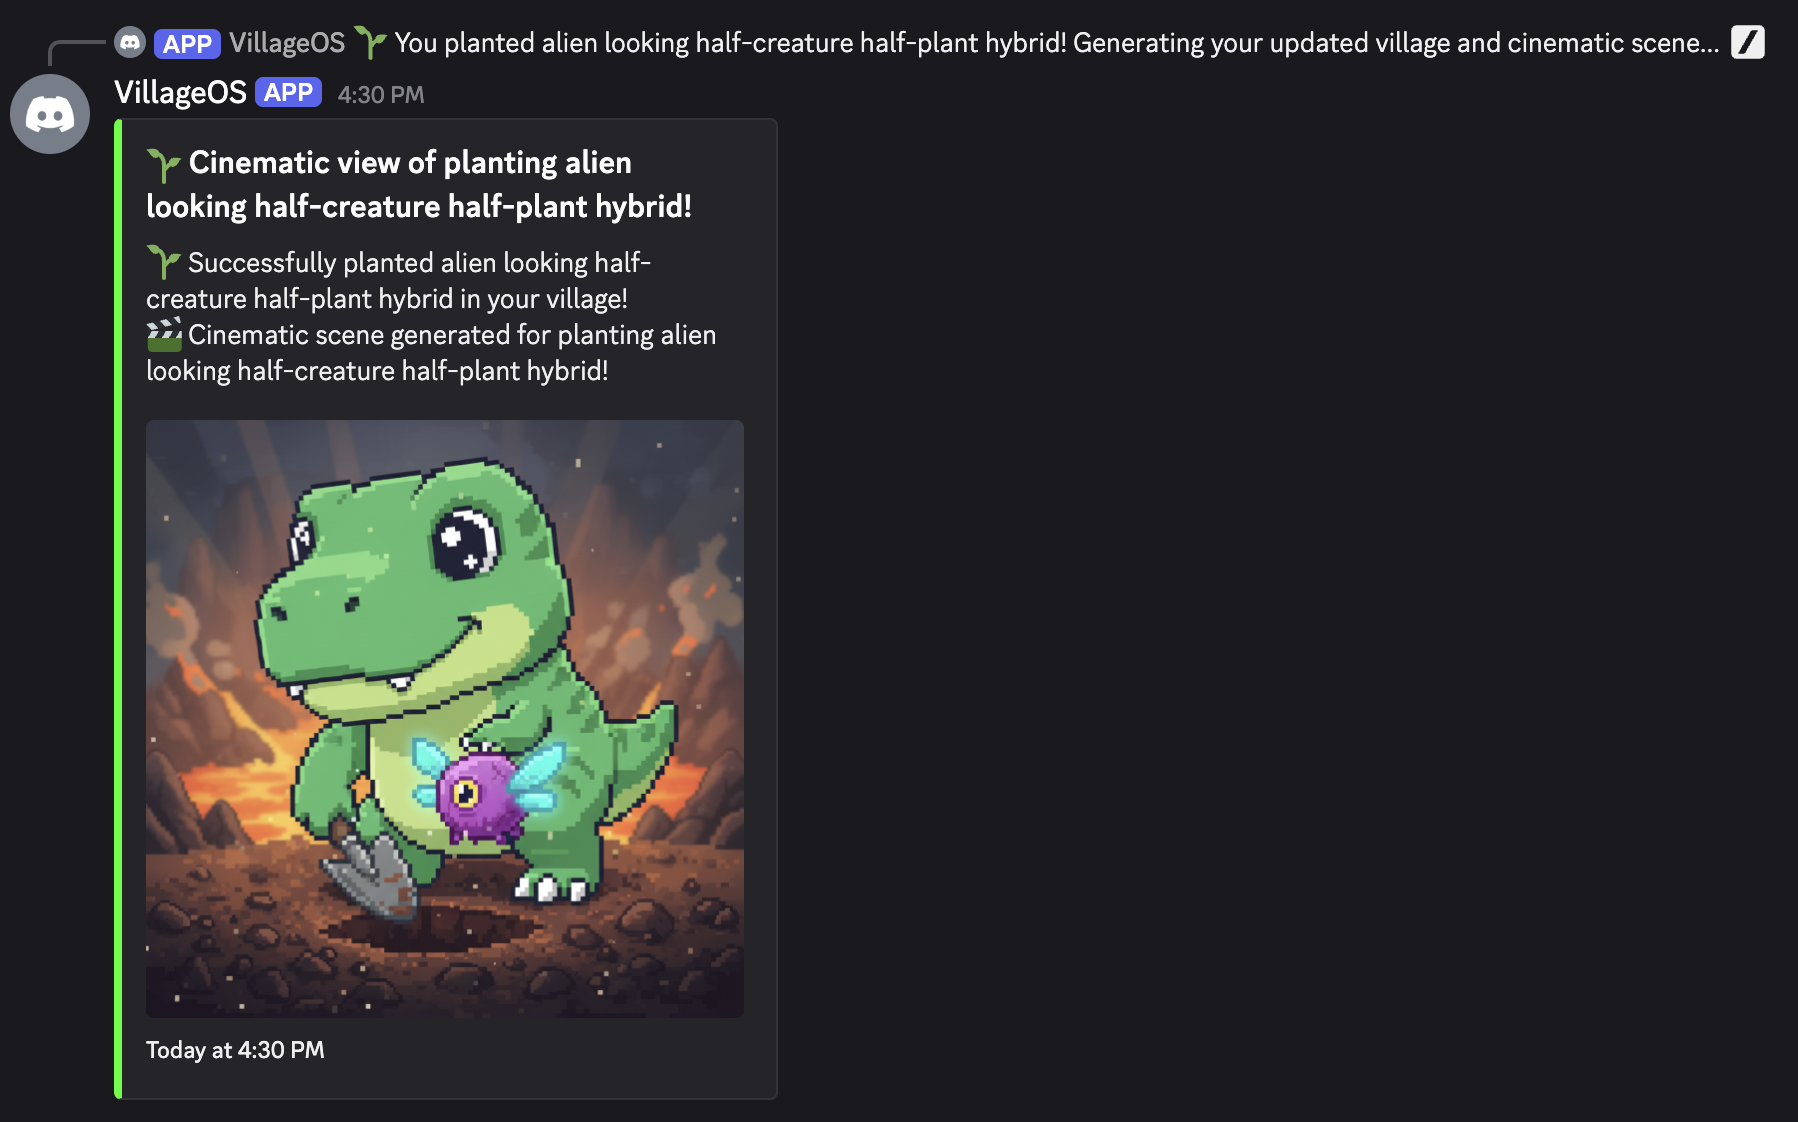 APP VillageOS 🌱 You planted alien looking half-creature half-plant hybrid! Generating your updated village and cinematic scene...
VillageOS APP 4:30 PM
🌱 Cinematic view of planting alien
looking half-creature half-plant hybrid!
🌱 Successfully planted alien looking half-
creature half-plant hybrid in your village!
🎬 Cinematic scene generated for planting alien
looking half-creature half-plant hybrid!
Today at 4:30 PM